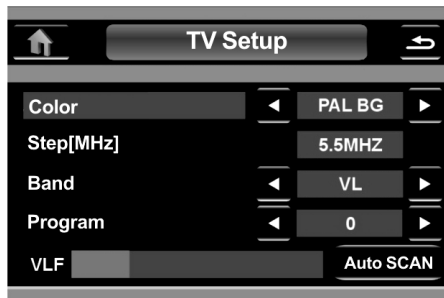 TV Setup
Color PAL BG
Step[MHz] 5.5MHZ
Band VL
Program 0
VLF Auto SCAN